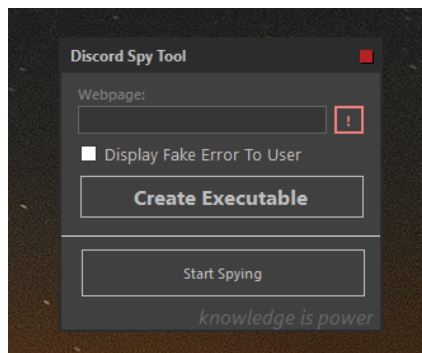 Discord Spy Tool
Webpage:
!
Display Fake Error To User
Create Executable
Start Spying
knowledge is power